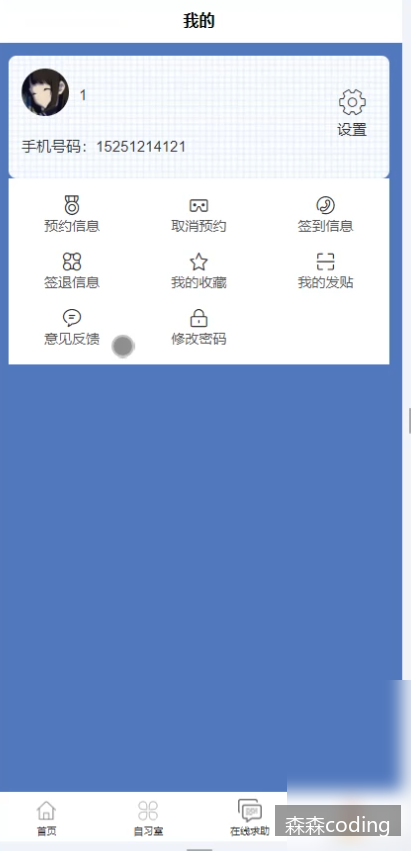 我的
1
设置
手机号码：15251214121
预约信息
取消预约
签到信息
签退信息
我的收藏
我的发贴
意见反馈
修改密码
首页
自习室
在线求助
森森coding